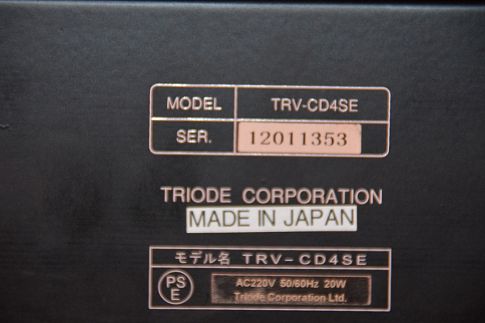 MODEL TRV-CD4SE
SER. 12011353
TRIODE CORPORATION
MADE IN JAPAN
モデル名 TRV-CD4SE
PSE
AC220V 50/60Hz 20W
Triode Corporation Ltd.